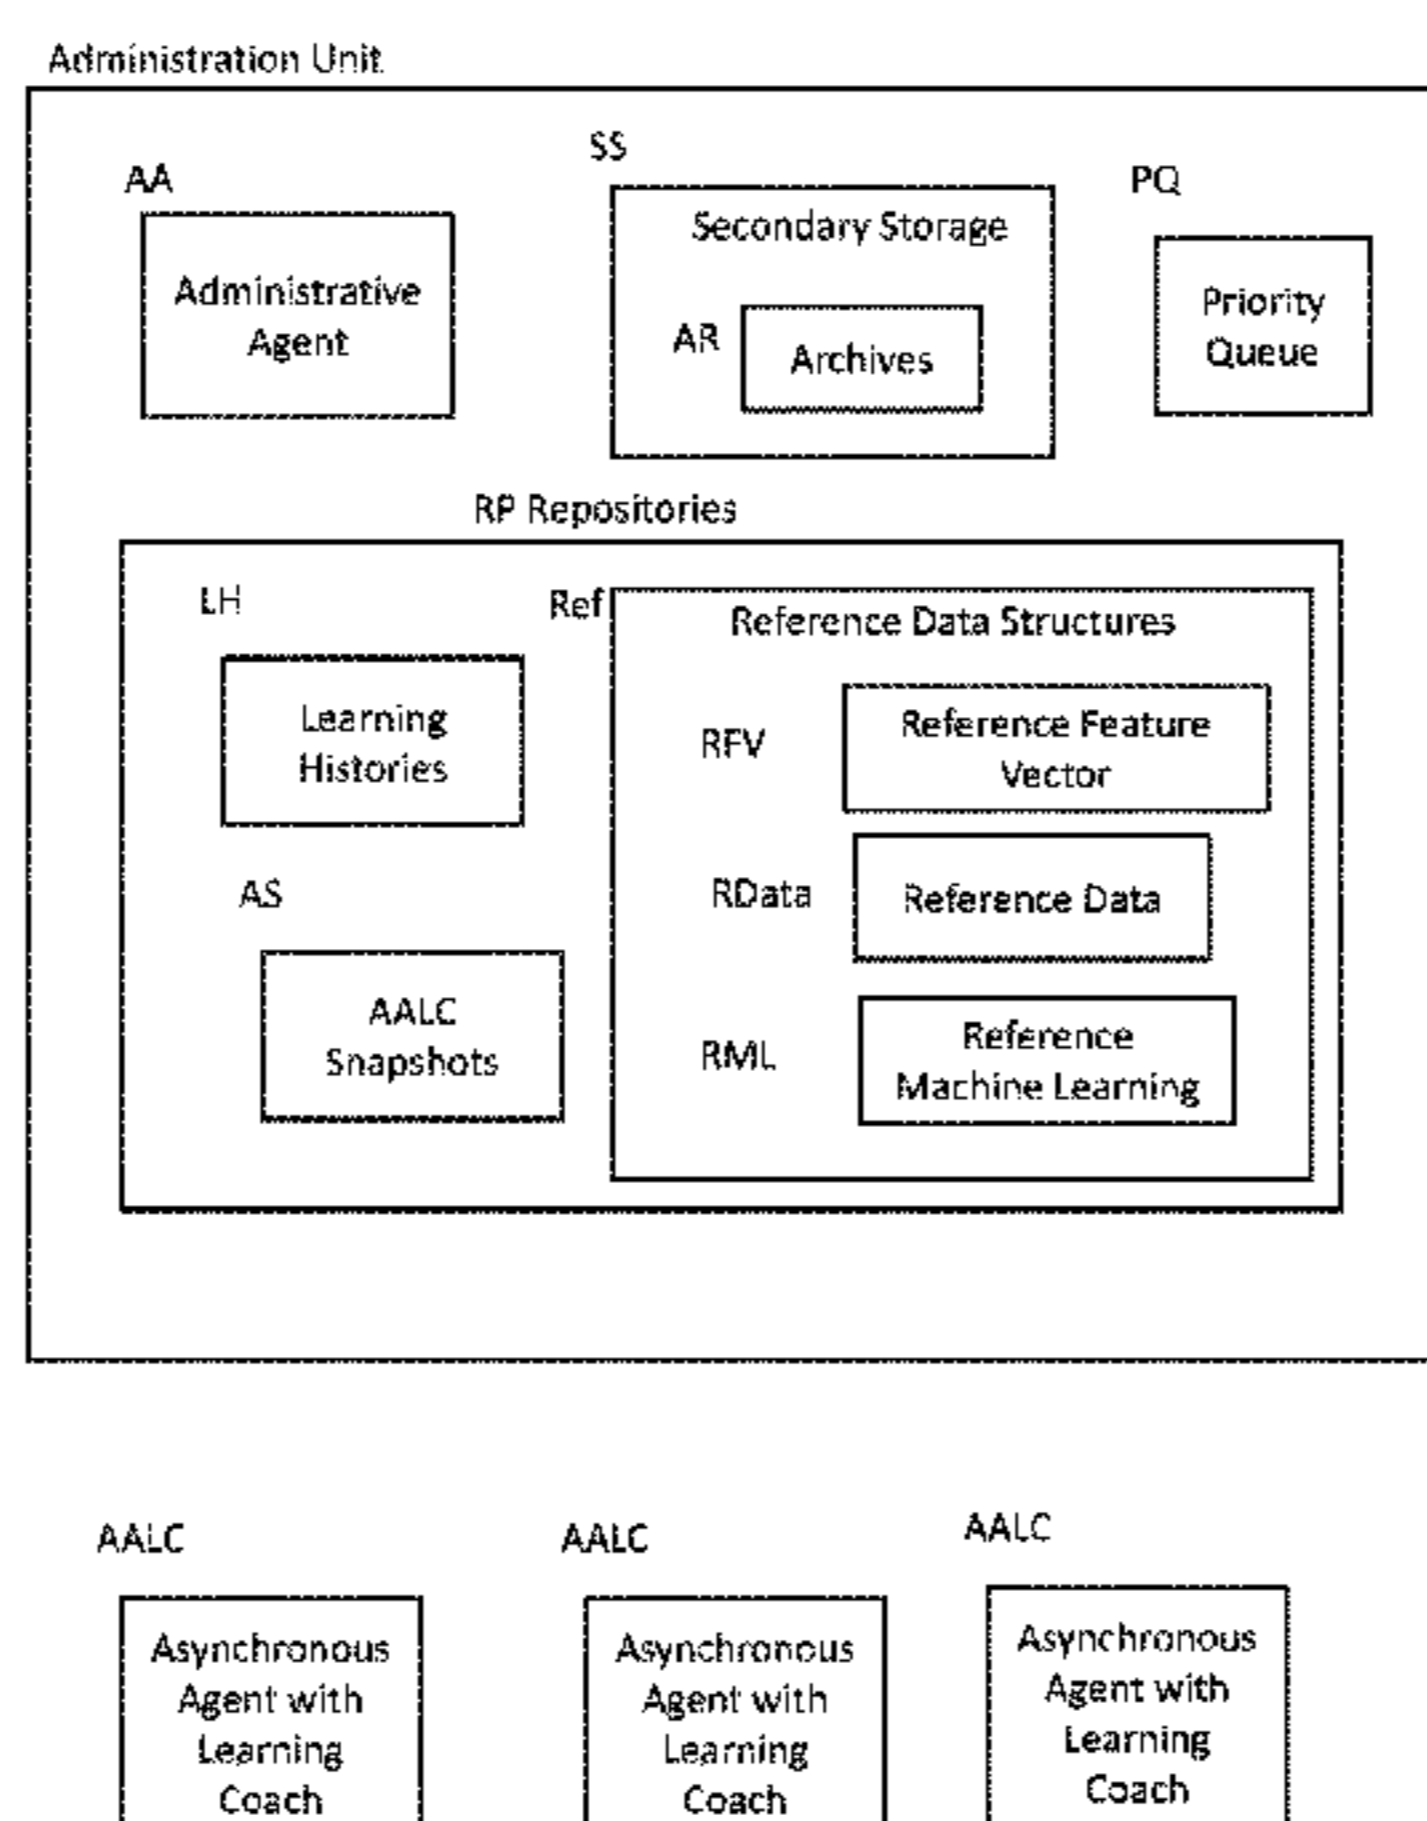 Administration Unit
AA
Administrative
Agent
SS
Secondary Storage
AR
Archives
PQ
Priority
Queue
RP Repositories
LH
Learning
Histories
AS
AALC
Snapshots
Ref
Reference Data Structures
RFV
Reference Feature
Vector
RData
Reference Data
RML
Reference
Machine Learning
AALC
Asynchronous
Agent with
Learning
Coach
AALC
Asynchronous
Agent with
Learning
Coach
AALC
Asynchronous
Agent with
Learning
Coach